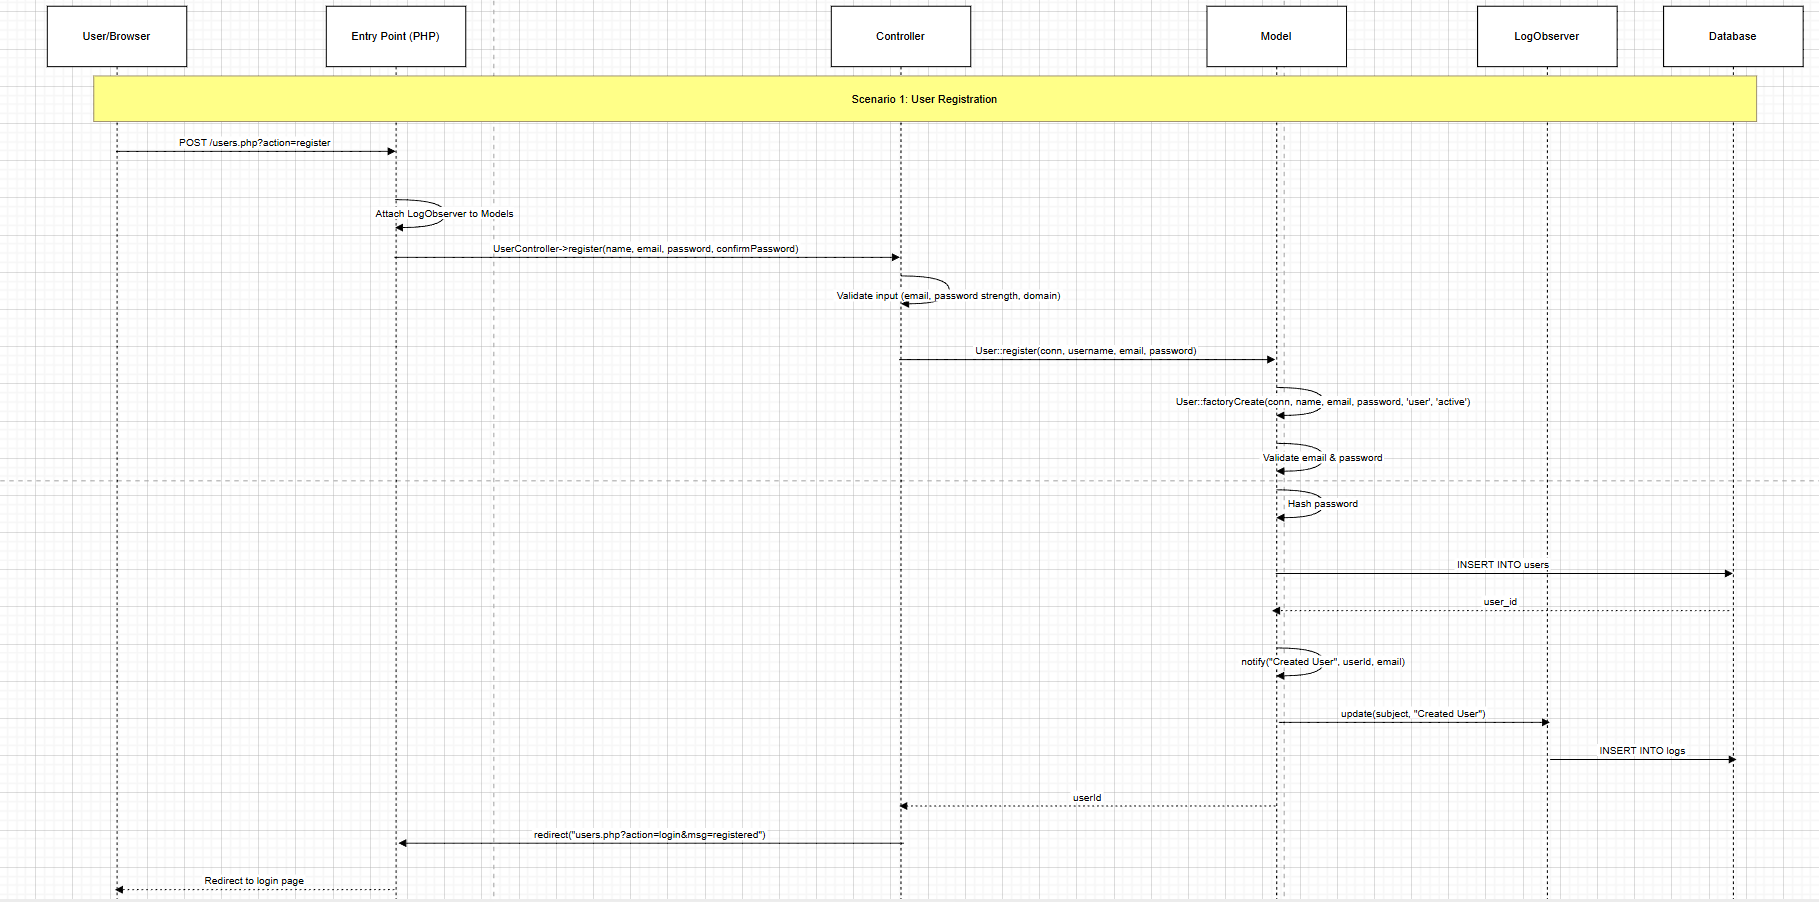 User/Browser
Entry Point (PHP)
Controller
Model
LogObserver
Database
Scenario 1: User Registration
POST /users.php?action=register
Attach LogObserver to Models
UserController->register(name, email, password, confirmPassword)
Validate input (email, password strength, domain)
User::register(conn, username, email, password)
User::factoryCreate(conn, name, email, password, 'user', 'active')
Validate email & password
Hash password
INSERT INTO users
user_id
notify("Created User", userId, email)
update(subject, "Created User")
INSERT INTO logs
userId
redirect("users.php?action=login&msg=registered")
Redirect to login page